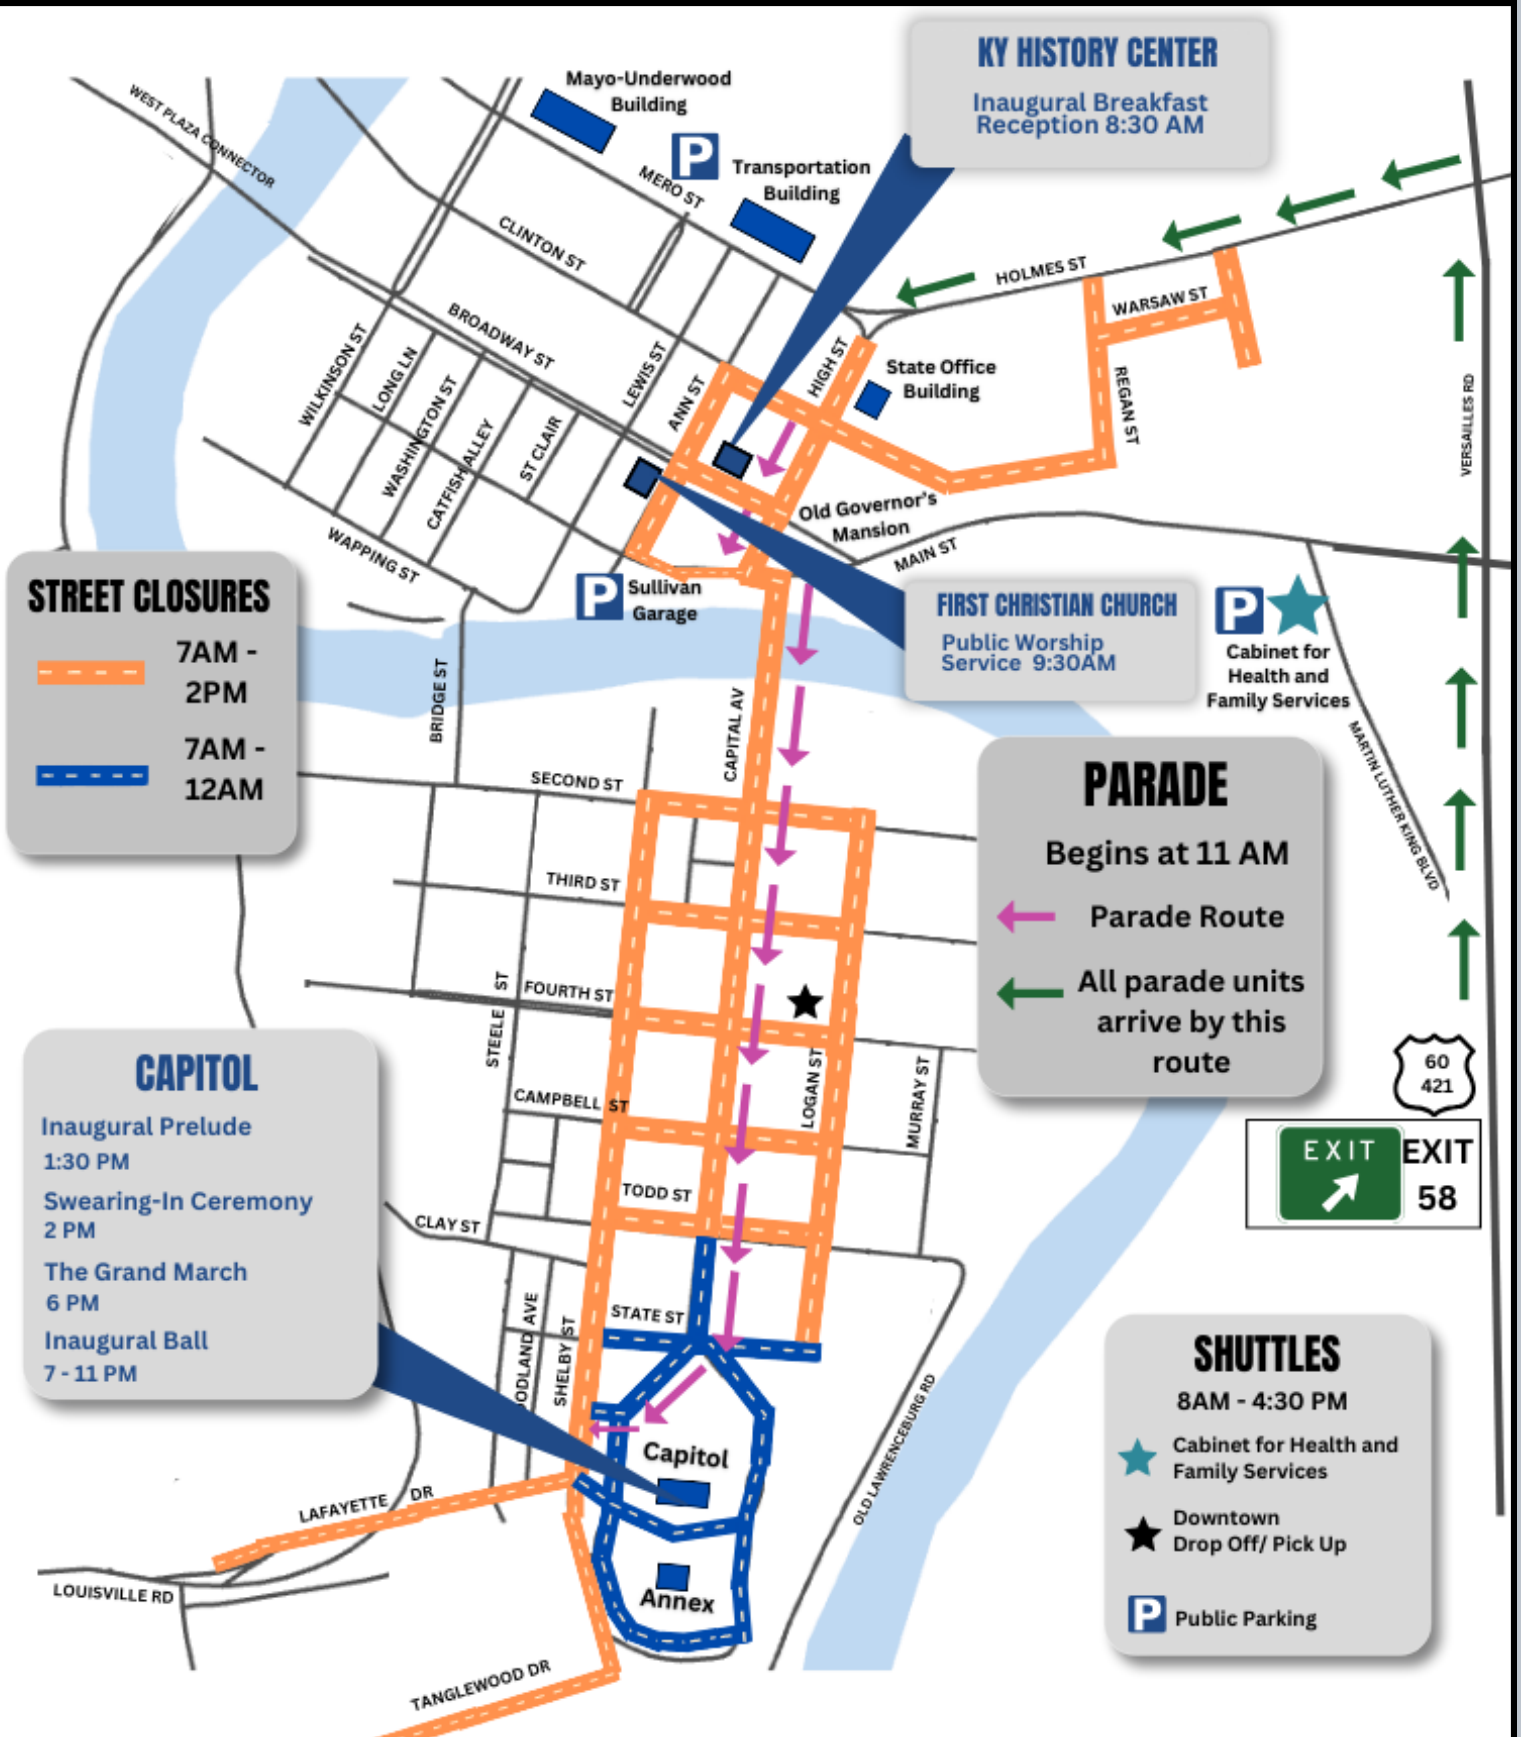 KY HISTORY CENTER
Inaugural Breakfast
Reception 8:30 AM
Mayo-Underwood
Building
P
Transportation
Building
WEST PLAZA CONNECTOR
MERO ST
CLINTON ST
BROADWAY ST
HOLMES ST
WARSAW ST
REGAN ST
VERSAILLES RD
WILKINSON ST
LONG LN
WASHINGTON ST
CATFISH ALLEY
ST CLAIR
LEWIS ST
ANN ST
HIGH ST
State Office
Building
Old Governor's
Mansion
MAIN ST
WAPPING ST
P
Sullivan
Garage
FIRST CHRISTIAN CHURCH
Public Worship
Service 9:30AM
P
Cabinet for
Health and
Family Services
MARTIN LUTHER KING BLVD
STREET CLOSURES
7AM -
2PM
7AM -
12AM
BRIDGE ST
CAPITAL AV
SECOND ST
THIRD ST
FOURTH ST
STEELE ST
CAMPBELL ST
LOGAN ST
MURRAY ST
TODD ST
CLAY ST
STATE ST
SHELBY ST
ODLAND AVE
OLD LAWRENCEBURG RD
LAFAYETTE DR
LOUISVILLE RD
TANGLEWOOD DR
Capitol
Annex
PARADE
Begins at 11 AM
Parade Route
All parade units
arrive by this
route
60
421
EXIT
EXIT
58
CAPITOL
Inaugural Prelude
1:30 PM
Swearing-In Ceremony
2 PM
The Grand March
6 PM
Inaugural Ball
7 - 11 PM
SHUTTLES
8AM - 4:30 PM
Cabinet for Health and
Family Services
Downtown
Drop Off/ Pick Up
P
Public Parking